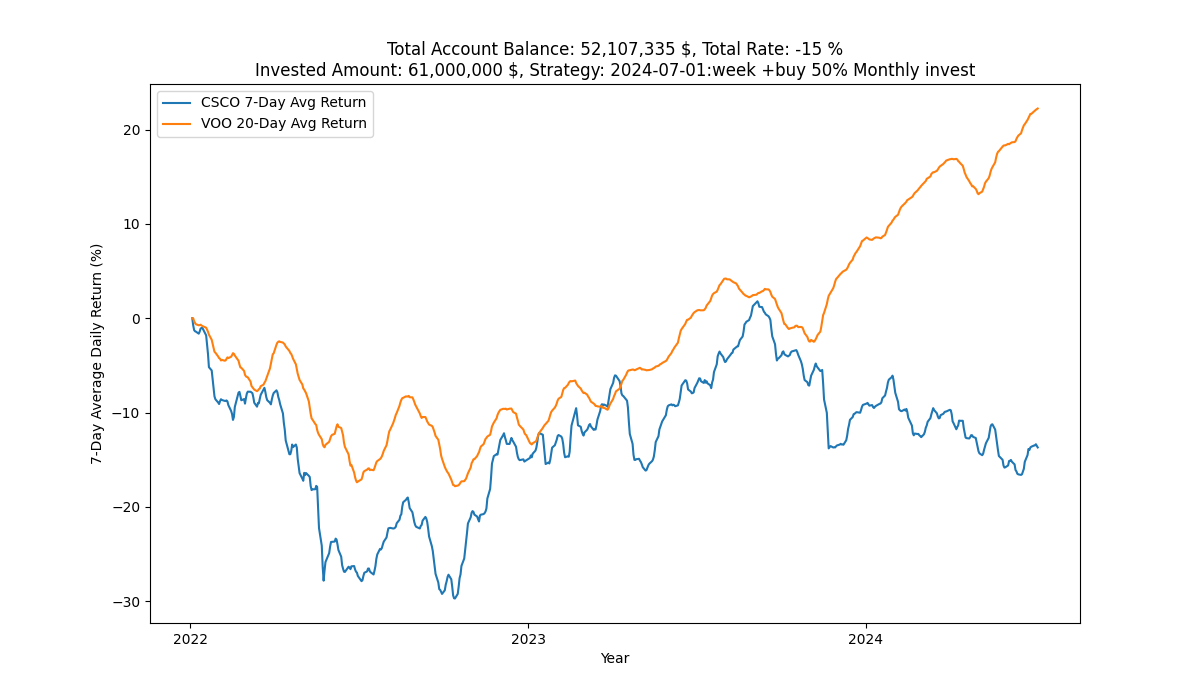 Total Account Balance: 52,107,335 $, Total Rate: -15 %
Invested Amount: 61,000,000 $, Strategy: 2024-07-01:week +buy 50% Monthly invest
CSCO 7-Day Avg Return
VOO 20-Day Avg Return
7-Day Average Daily Return (%)
20
10
0
−10
−20
−30
2022
2023
2024
Year